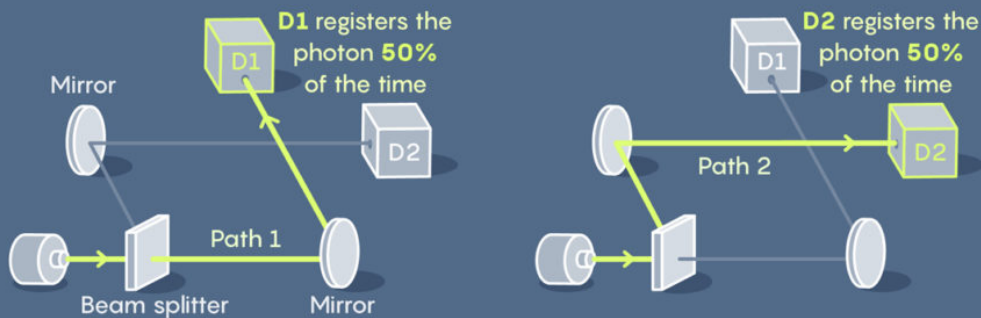 D1 registers the
photon 50%
of the time
D1
Mirror
D2
Path 1
Beam splitter
Mirror
D2 registers the
photon 50%
of the time
D1
D2
Path 2